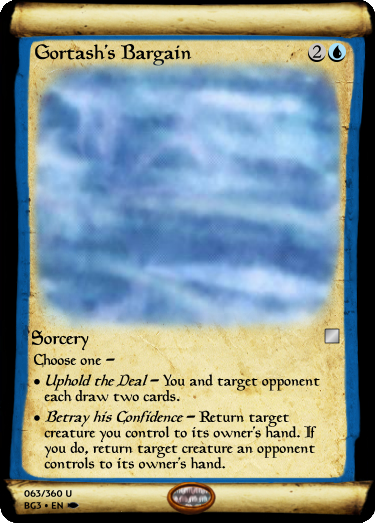 Gortash's Bargain 2
Sorcery
Choose one —
• Uphold the Deal — You and target opponent
each draw two cards.
• Betray his Confidence — Return target
creature you control to its owner's hand. If
you do, return target creature an opponent
controls to its owner's hand.
063/360 U
BG3 • EN